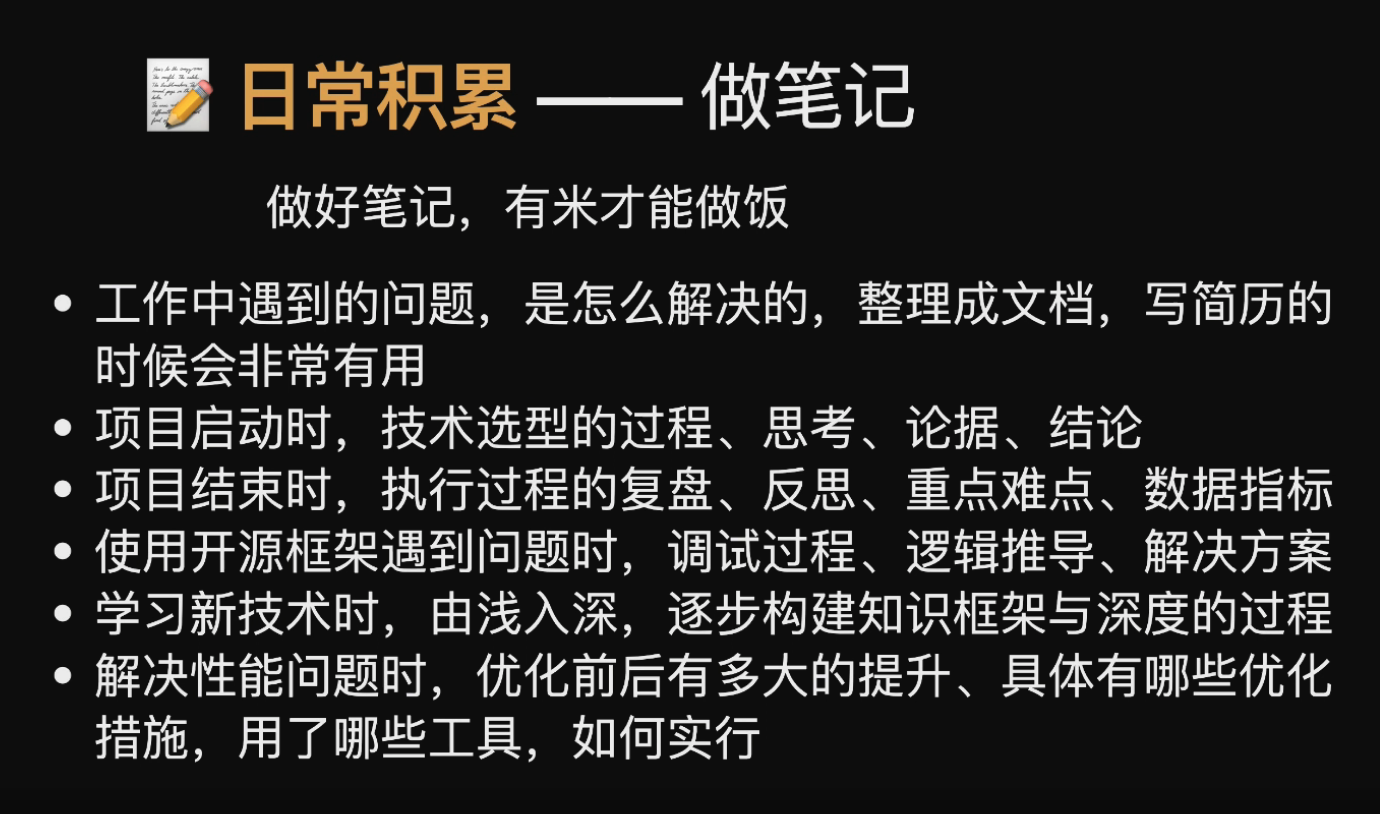 日常积累 —— 做笔记
做好笔记，有米才能做饭
工作中遇到的问题，是怎么解决的，整理成文档，写简历的
时候会非常有用
项目启动时，技术选型的过程、思考、论据、结论
项目结束时，执行过程的复盘、反思、重点难点、数据指标
使用开源框架遇到问题时，调试过程、逻辑推导、解决方案
学习新技术时，由浅入深，逐步构建知识框架与深度的过程
解决性能问题时，优化前后有多大的提升、具体有哪些优化
措施，用了哪些工具，如何实行